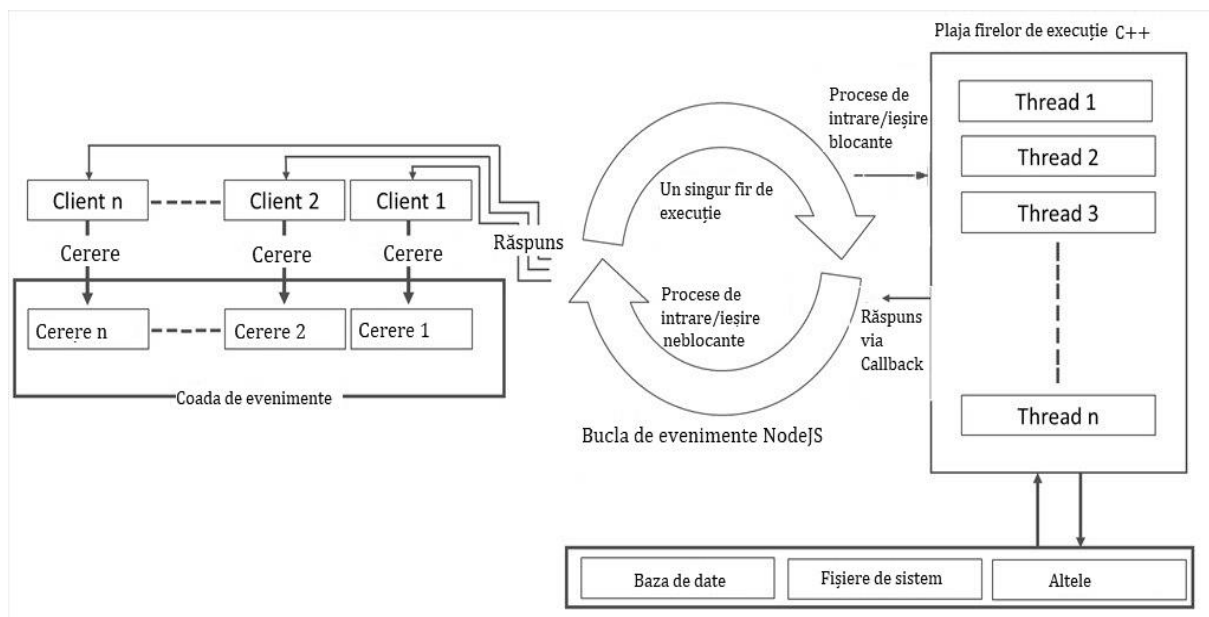 Plaja firelor de execuție C++
Thread 1
Thread 2
Thread 3
Thread n
Procese de
intrare/ieșire
blocante
Un singur fir de
execuție
Client n
Client 2
Client 1
Răspuns
Cerere
Cerere
Cerere
Cerere n
Cerere 2
Cerere 1
Coada de evenimente
Procese de
intrare/ieșire
neblocante
Răspuns
via
Callback
Bucla de evenimente NodeJS
Baza de date
Fișiere de sistem
Altele